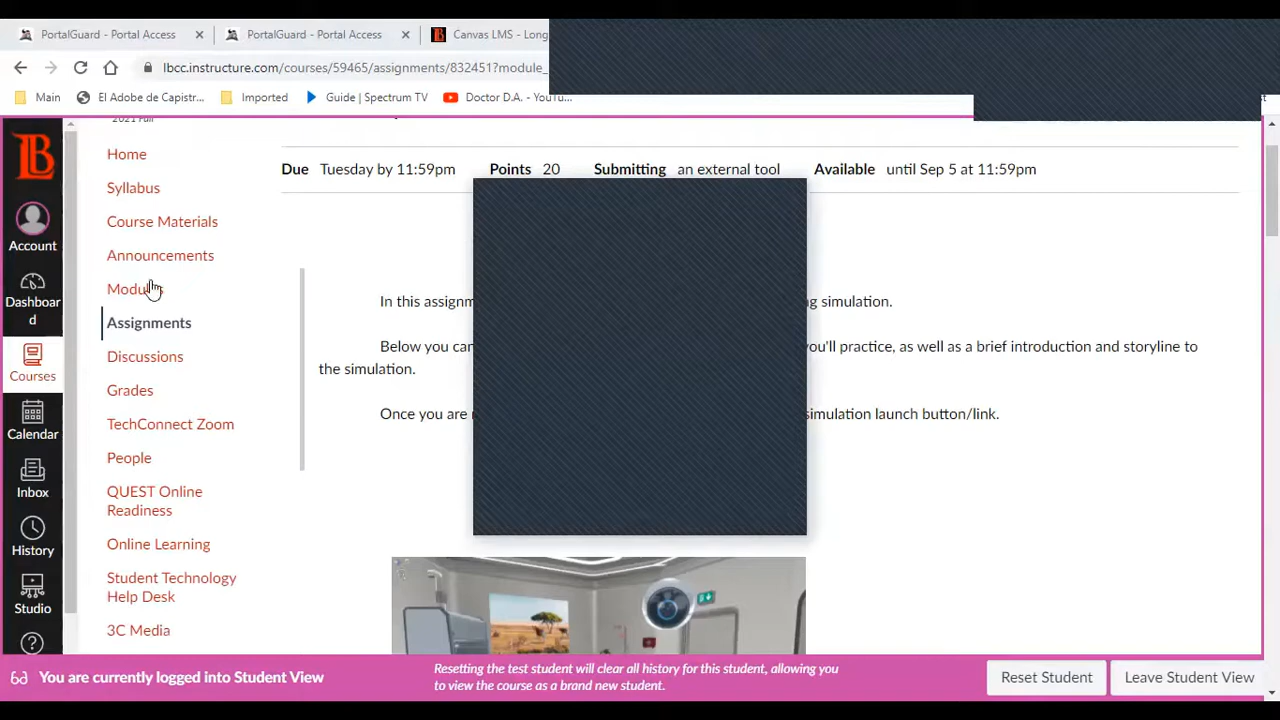 PortalGuard - Portal Access
PortalGuard - Portal Access
Canvas LMS - Long
lbcc.instructure.com/courses/59465/assignments/832451?module_
Main
El Adobe de Capistr...
Imported
Guide | Spectrum TV
Doctor D.A. - YouTu...
2021 Fall
Home
Syllabus
Course Materials
Announcements
Assignments
Discussions
Grades
TechConnect Zoom
People
QUEST Online
Readiness
Online Learning
Student Technology
Help Desk
3C Media
Account
Dashboar
d
Courses
Calendar
Inbox
History
Studio
Due Tuesday by 11:59pm Points 20 Submitting an external tool Available until Sep 5 at 11:59pm
In this assignm
simulation.
Below you can
you'll practice, as well as a brief introduction and storyline to
the simulation.
Once you are
simulation launch button/link.
You are currently logged into Student View
Resetting the test student will clear all history for this student, allowing you
to view the course as a brand new student.
Reset Student
Leave Student View